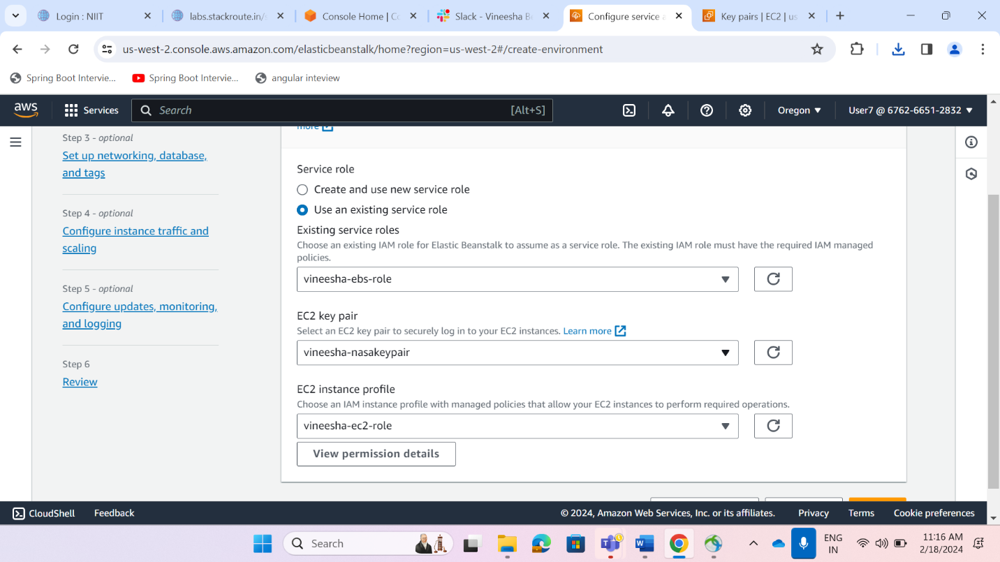 Login : NIIT
labs.stackroute.in/
Console Home | Co
Slack - Vineesha B
Configure service a
Key pairs | EC2 | us
us-west-2.console.aws.amazon.com/elasticbeanstalk/home?region=us-west-2#/create-environment
Spring Boot Intervie...
Spring Boot Intervie...
angular inteview
aws
Services
Search
[Alt+S]
Oregon
User7 @ 6762-6651-2832
more
Step 3 - optional
Set up networking, database,
and tags
Step 4 - optional
Configure instance traffic and
scaling
Step 5 - optional
Configure updates, monitoring,
and logging
Step 6
Review
Service role
Create and use new service role
Use an existing service role
Existing service roles
Choose an existing IAM role for Elastic Beanstalk to assume as a service role. The existing IAM role must have the required IAM managed
policies.
vineesha-ebs-role
EC2 key pair
Select an EC2 key pair to securely log in to your EC2 instances. Learn more
vineesha-nasakeypair
EC2 instance profile
Choose an IAM instance profile with managed policies that allow your EC2 instances to perform required operations.
vineesha-ec2-role
View permission details
CloudShell
Feedback
© 2024, Amazon Web Services, Inc. or its affiliates.
Privacy
Terms
Cookie preferences
Search
ENG
IN
11:16 AM
2/18/2024